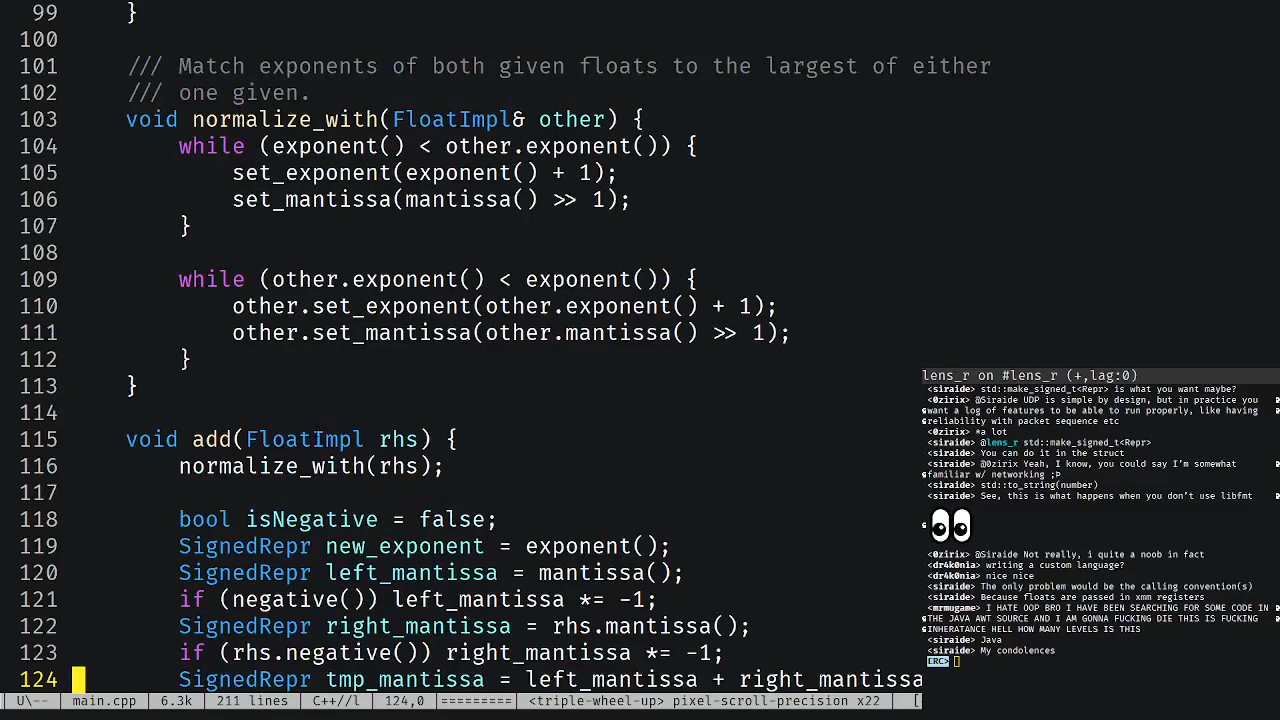 99 }
100
101 /// Match exponents of both given floats to the largest of either
102 /// one given.
103 void normalize_with(FloatImpl& other) {
104 while (exponent() < other.exponent()) {
105 set_exponent(exponent() + 1);
106 set_mantissa(mantissa() >> 1);
107 }
108
109 while (other.exponent() < exponent()) {
110 other.set_exponent(other.exponent() + 1);
111 other.set_mantissa(other.mantissa() >> 1);
112 }
113 }
114
115 void add(FloatImpl rhs) {
116 normalize_with(rhs);
117
118 bool isNegative = false;
119 SignedRepr new_exponent = exponent();
120 SignedRepr left_mantissa = mantissa();
121 if (negative()) left_mantissa *= -1;
122 SignedRepr right_mantissa = rhs.mantissa();
123 if (rhs.negative()) right_mantissa *= -1;
124 SignedRepr tmp_mantissa = left_mantissa + right_mantissa
U\-- main.cpp 6.3k 211 lines C++//l 124,0 ========= <triple-wheel-up> pixel-scroll-precision x22 [
lens_r on #lens_r (+,lag:0)
<siraide> std::make_signed_t<Repr> is what you want maybe?
<0zirix> @Siraide UDP is simple by design, but in practice you
want a log of features to be able to run properly, like having
reliability with packet sequence etc
<0zirix> *a lot
<siraide> @lens_r std::make_signed_t<Repr>
<siraide> You can do it in the struct
<siraide> @0zirix Yeah, I know, you could say I'm somewhat
familiar w/ networking ;Þ
<siraide> std::to_string(number)
<siraide> See, this is what happens when you don't use libfmt
<0zirix> @Siraide Not really, i quite a noob in fact
<dr4k0nia> writing a custom language?
<dr4k0nia> nice nice
<siraide> The only problem would be the calling convention(s)
<siraide> Because floats are passed in xmm registers
<mrmugame> I HATE OOP BRO I HAVE BEEN SEARCHING FOR SOME CODE IN
THE JAVA AWT SOURCE AND I AM GONNA FUCKING DIE THIS IS FUCKING
INHERATANCE HELL HOW MANY LEVELS IS THIS
<siraide> Java
<siraide> My condolences
ERC>